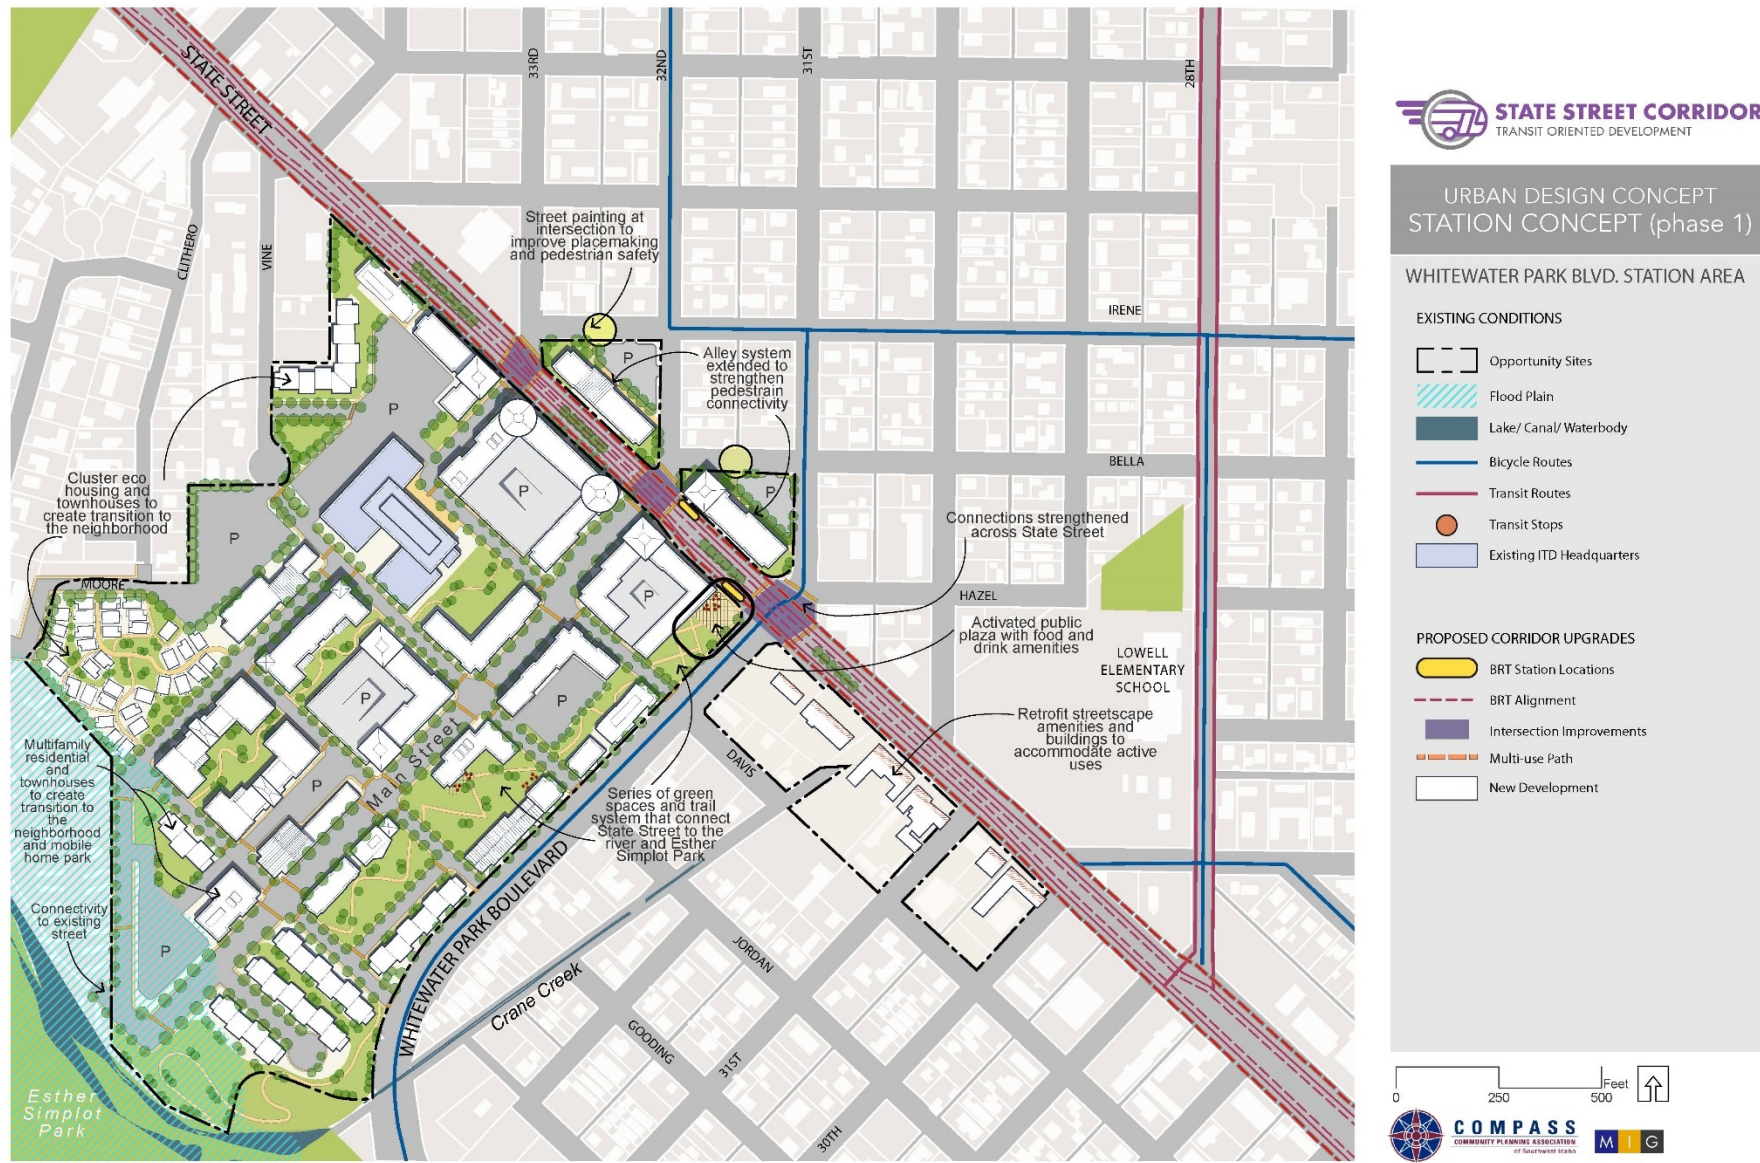 STATE STREET
33RD
32ND
31ST
28TH
CLITHERO
VINE
Street painting at
intersection to
improve placemaking
and pedestrian safety
IRENE
P
Alley system
extended to
strengthen
pedestrain
connectivity
P
P
BELLA
P
P
Cluster eco
housing and
townhouses to
create transition to
the neighborhood
P
Connections strengthened
across State Street
MOORE
P
HAZEL
Activated public
plaza with food and
drink amenities
LOWELL
ELEMENTARY
SCHOOL
P
P
Retrofit streetscape
amenities and
buildings to
accommodate active
uses
Main Street
DAVIS
Multifamily
residential
and
townhouses
to create
transition to
the
neighborhood
and mobile
home park
P
Series of green
spaces and trail
system that connect
State Street to the
river and Esther
Simplot Park
WHITEWATER PARK BOULEVARD
Connectivity
to existing
street
P
JORDAN
Crane Creek
GOODING
31ST
30TH
Esther
Simplot
Park
STATE STREET CORRIDOR
TRANSIT ORIENTED DEVELOPMENT
URBAN DESIGN CONCEPT
STATION CONCEPT (phase 1)
WHITEWATER PARK BLVD. STATION AREA
EXISTING CONDITIONS
Opportunity Sites
Flood Plain
Lake/ Canal/ Waterbody
Bicycle Routes
Transit Routes
Transit Stops
Existing ITD Headquarters
PROPOSED CORRIDOR UPGRADES
BRT Station Locations
BRT Alignment
Intersection Improvements
Multi-use Path
New Development
Feet
0 250 500
COMPASS
COMMUNITY PLANNING ASSOCIATION
of Southwest Idaho
M I G